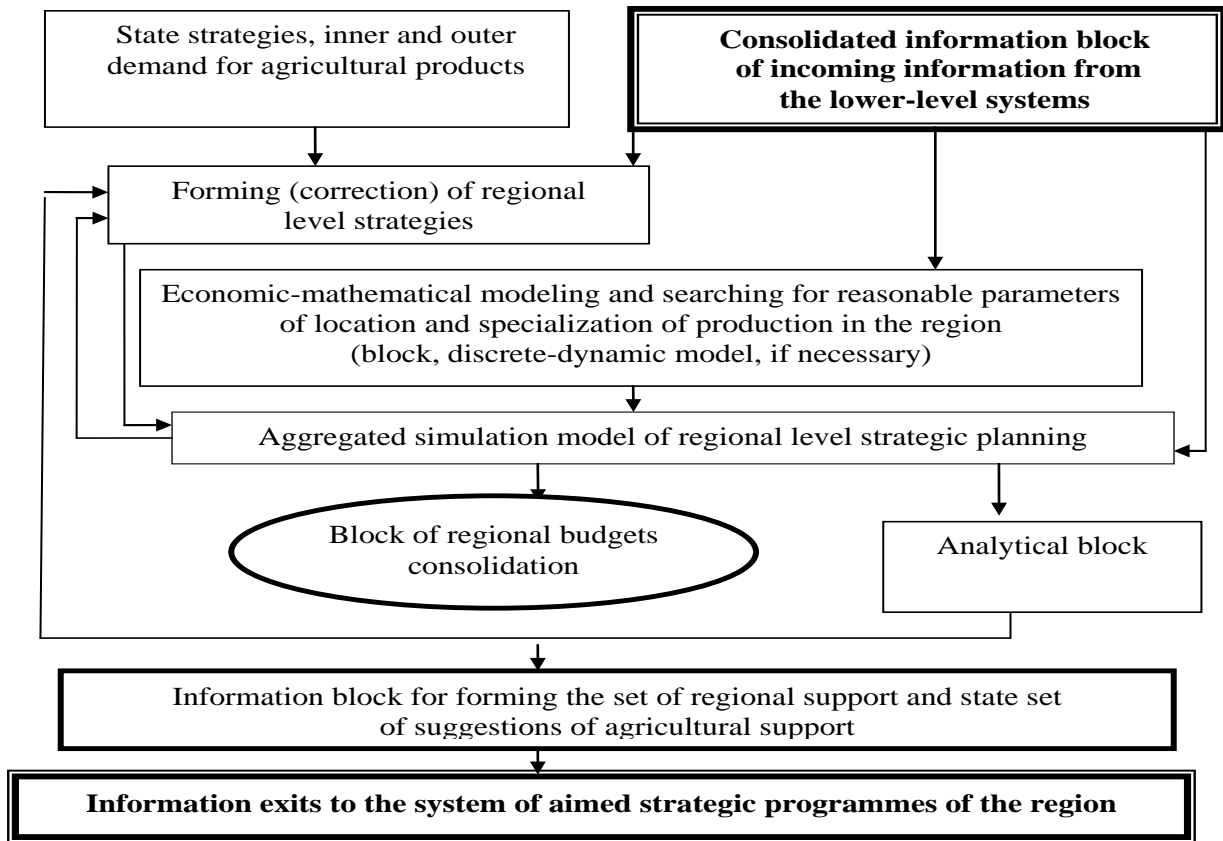 State strategies, inner and outer
demand for agricultural products
Consolidated information block
of incoming information from
the lower-level systems
Forming (correction) of regional
level strategies
Economic-mathematical modeling and searching for reasonable parameters
of location and specialization of production in the region
(block, discrete-dynamic model, if necessary)
Aggregated simulation model of regional level strategic planning
Block of regional budgets
consolidation
Analytical block
Information block for forming the set of regional support and state set
of suggestions of agricultural support
Information exits to the system of aimed strategic programmes of the region